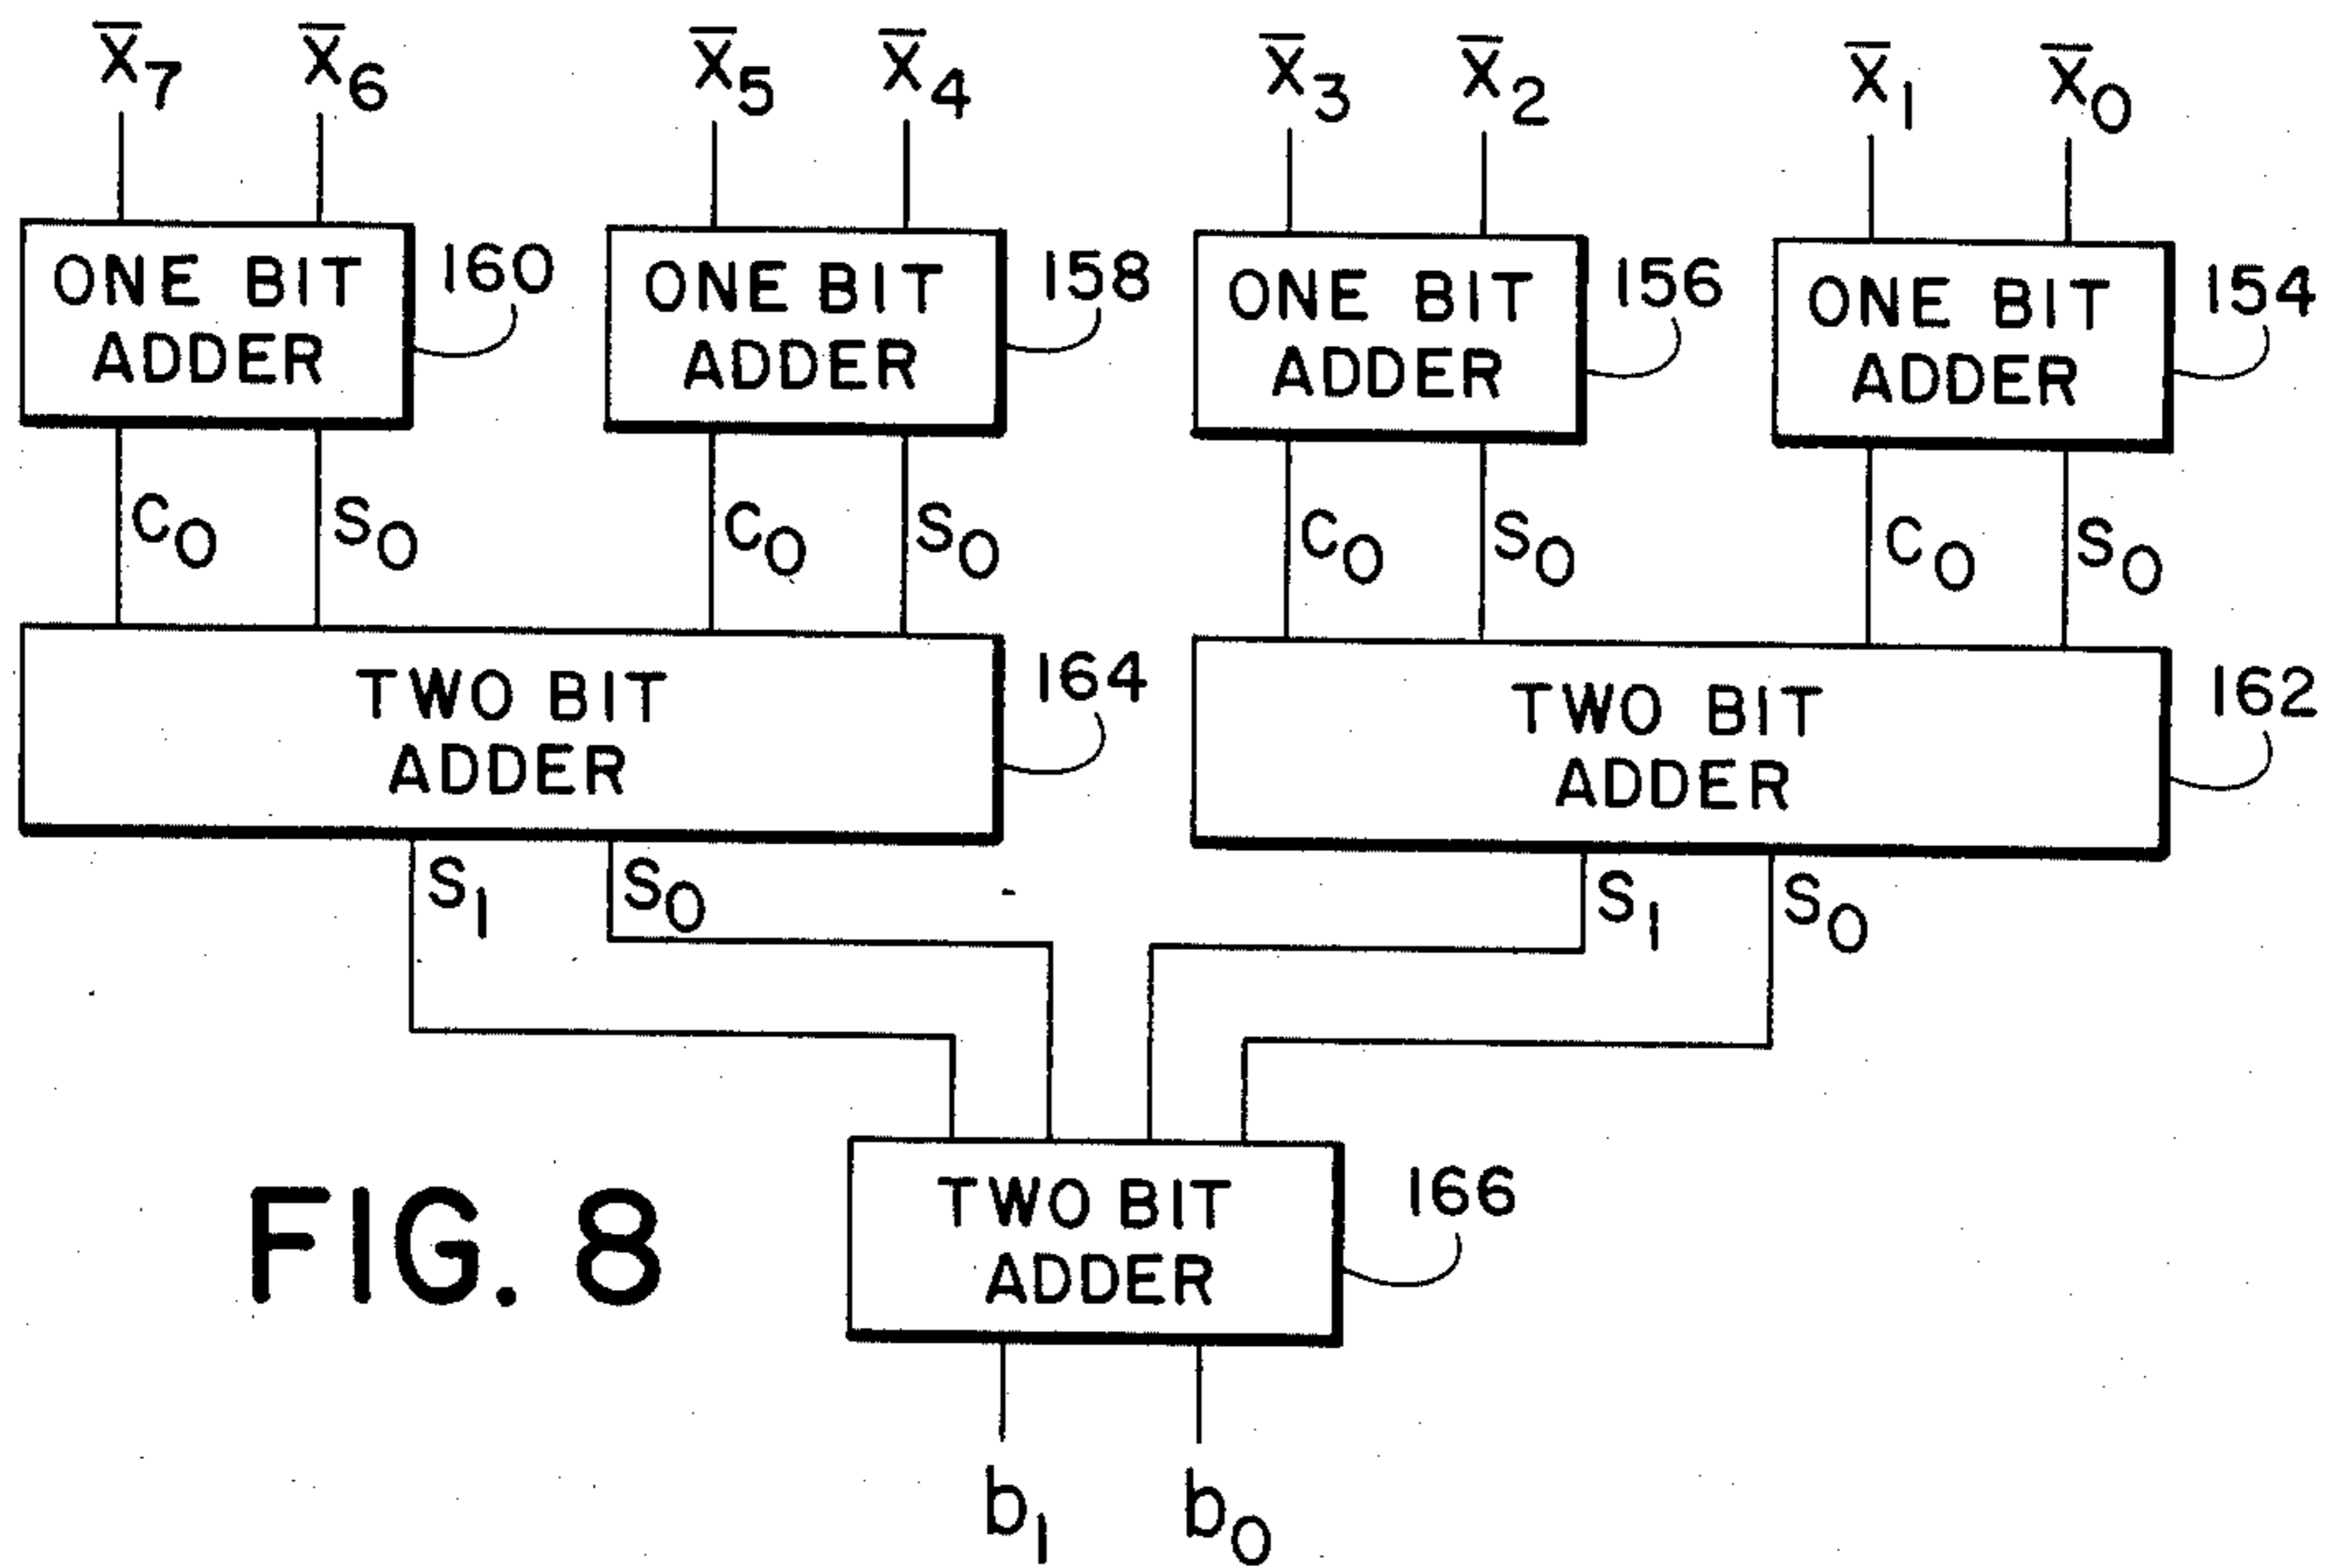 x̅7 x̅6 x̅5 x̅4 x̅3 x̅2 x̅1 x̅0
ONE BIT
ADDER
160
ONE BIT
ADDER
158
ONE BIT
ADDER
156
ONE BIT
ADDER
154
C0 S0 C0 S0 C0 S0 C0 S0
TWO BIT
ADDER
164
TWO BIT
ADDER
162
S1 S0 S1 S0
TWO BIT
ADDER
166
FIG. 8
b1 b0